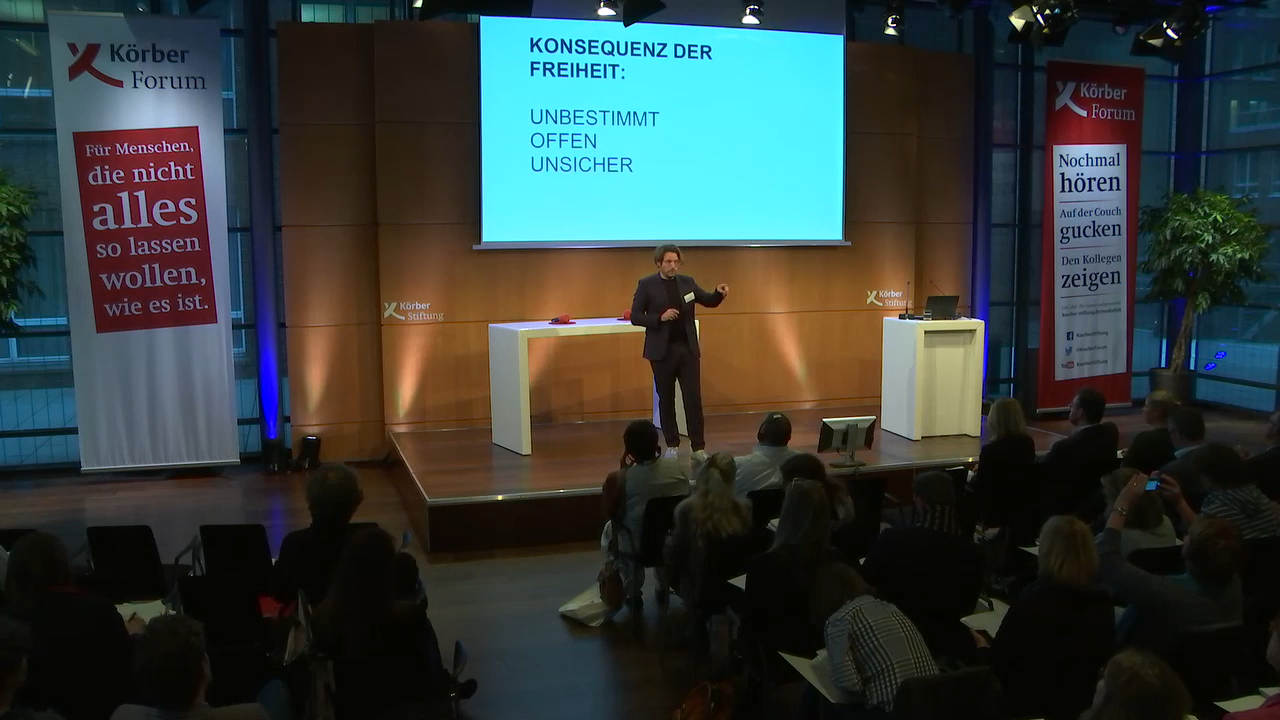 Körber
Forum
Für Menschen,
die nicht
alles
so lassen
wollen,
wie es ist.
KONSEQUENZ DER
FREIHEIT:
UNBESTIMMT
OFFEN
UNSICHER
Körber
Stiftung
Körber
Stiftung
Körber
Forum
Nochmal
hören
Auf der Couch
gucken
Den Kollegen
zeigen